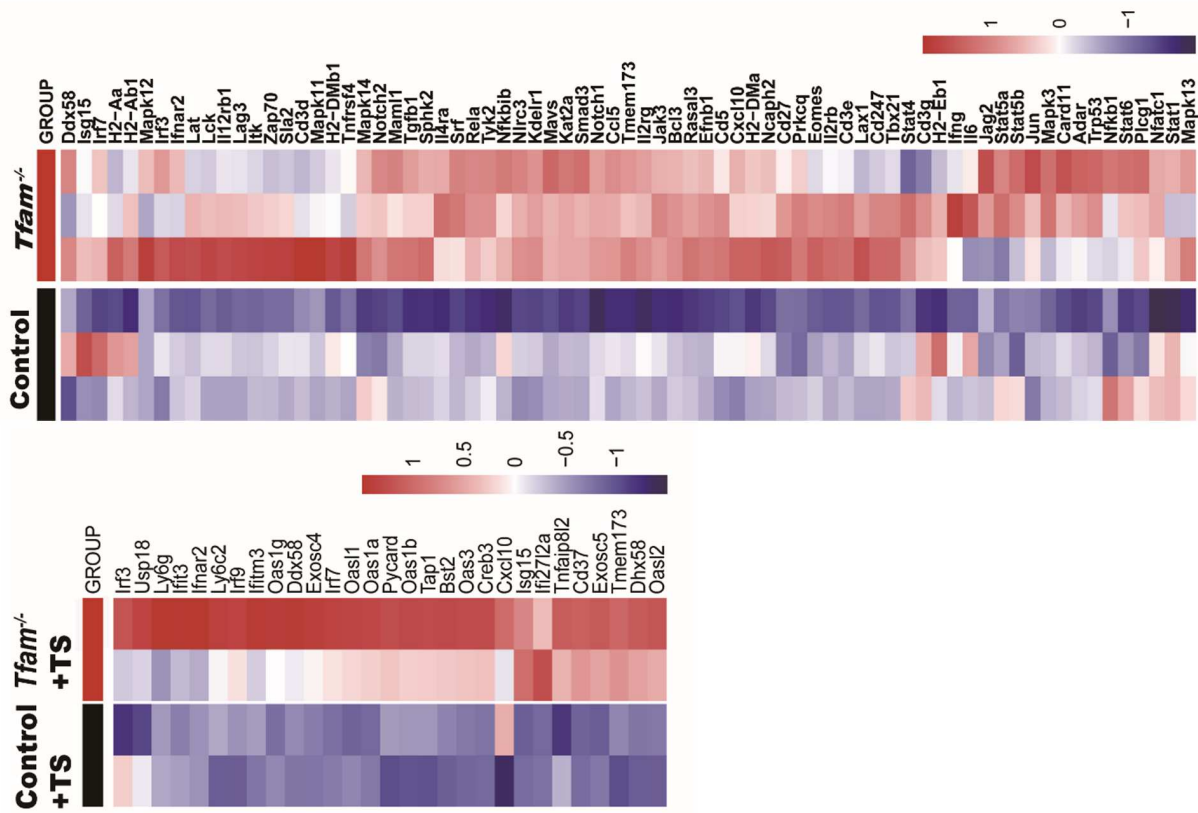 GROUP
Ddx58
Isg15
Irf7
H2-Aa
H2-Ab1
Mapk12
Irf3
Ifnar2
Lat
Lck
Il12rb1
Lag3
Itk
Zap70
Sla2
Cd3d
Mapk11
H2-DMb1
Tnfrsf4
Mapk14
Notch2
Maml1
Tgfb1
Sphk2
Il4ra
Srf
Rela
Tyk2
Nfkbib
Nlrc3
Kdelr1
Mavs
Kat2a
Smad3
Notch1
Ccl5
Tmem173
Il2rg
Jak3
Bcl3
Rasal3
Efnb1
Cd5
Cxcl10
H2-DMa
Ncaph2
Cd27
Prkcq
Eomes
Il2rb
Cd3e
Lax1
Cd247
Tbx21
Stat4
Cd3g
H2-Eb1
Ifng
Il6
Jag2
Stat5a
Stat5b
Jun
Mapk3
Card11
Adar
Trp53
Nfkb1
Stat6
Plcg1
Nfatc1
Stat1
Mapk13
Tfam-/-
Control
1
0
−1
GROUP
Irf3
Usp18
Ly6g
Ifit3
Ifnar2
Ly6c2
Irf9
Ifitm3
Oas1g
Ddx58
Exosc4
Irf7
Oasl1
Oas1a
Pycard
Oas1b
Tap1
Bst2
Oas3
Creb3
Cxcl10
Isg15
Ifi27l2a
Tnfaip8l2
Cd37
Exosc5
Tmem173
Dhx58
Oasl2
Control
+TS
Tfam-/-
+TS
1
0.5
0
−0.5
−1